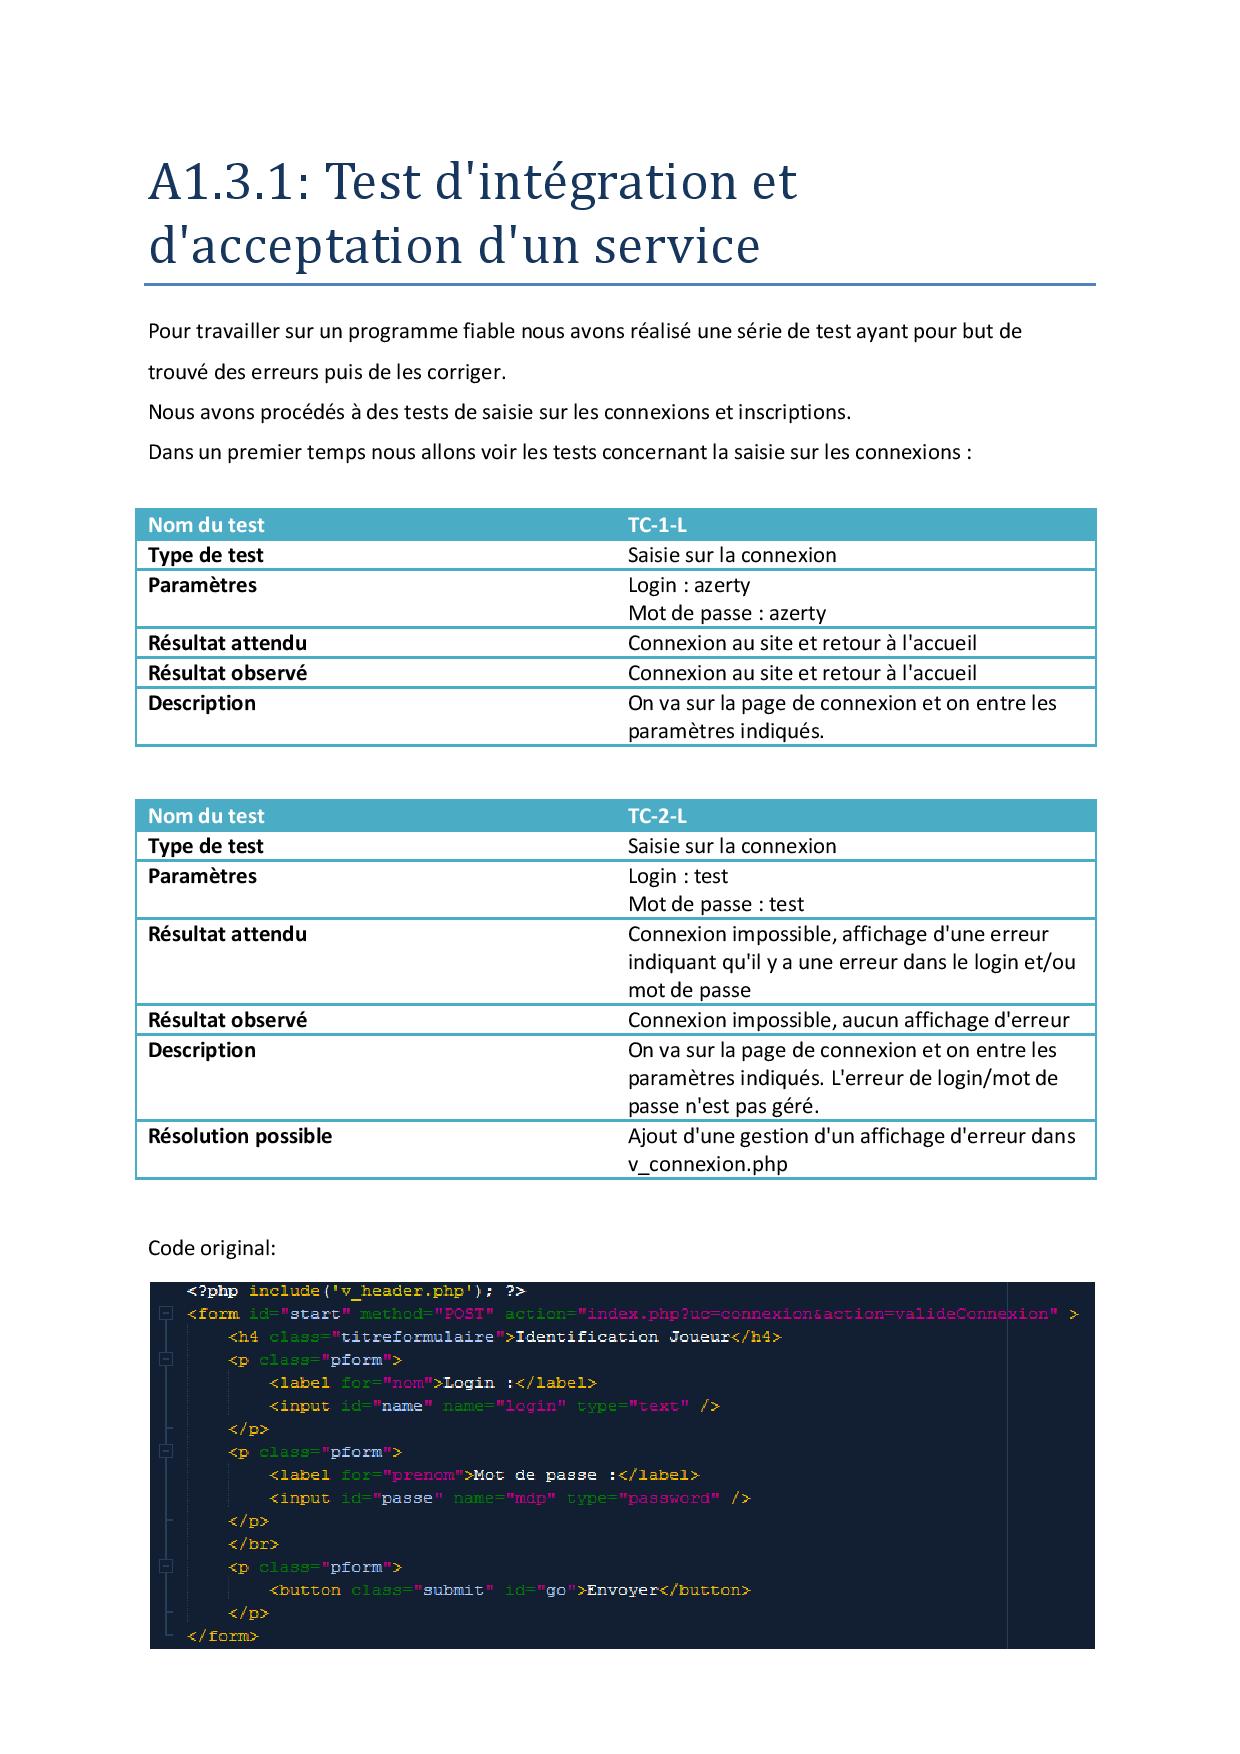 A1.3.1: Test d'intégration et
d'acceptation d'un service
Pour travailler sur un programme fiable nous avons réalisé une série de test ayant pour but de
trouvé des erreurs puis de les corriger.
Nous avons procédés à des tests de saisie sur les connexions et inscriptions.
Dans un premier temps nous allons voir les tests concernant la saisie sur les connexions :
Nom du test TC-1-L
Type de test Saisie sur la connexion
Paramètres Login : azerty
Mot de passe : azerty
Résultat attendu Connexion au site et retour à l'accueil
Résultat observé Connexion au site et retour à l'accueil
Description On va sur la page de connexion et on entre les
paramètres indiqués.
Nom du test TC-2-L
Type de test Saisie sur la connexion
Paramètres Login : test
Mot de passe : test
Résultat attendu Connexion impossible, affichage d'une erreur
indiquant qu'il y a une erreur dans le login et/ou
mot de passe
Résultat observé Connexion impossible, aucun affichage d'erreur
Description On va sur la page de connexion et on entre les
paramètres indiqués. L'erreur de login/mot de
passe n'est pas géré.
Résolution possible Ajout d'une gestion d'un affichage d'erreur dans
v_connexion.php
Code original:
<?php include('v_header.php'); ?>
<form id="start" method="POST" action="index.php?uc=connexion&action=valideConnexion" >
<h4 class="titreformulaire">Identification Joueur</h4>
<p class="pform">
<label for="nom">Login :</label>
<input id="name" name="login" type="text" />
</p>
<p class="pform">
<label for="prenom">Mot de passe :</label>
<input id="passe" name="mdp" type="password" />
</p>
</br>
<p class="pform">
<button class="submit" id="go">Envoyer</button>
</p>
</form>